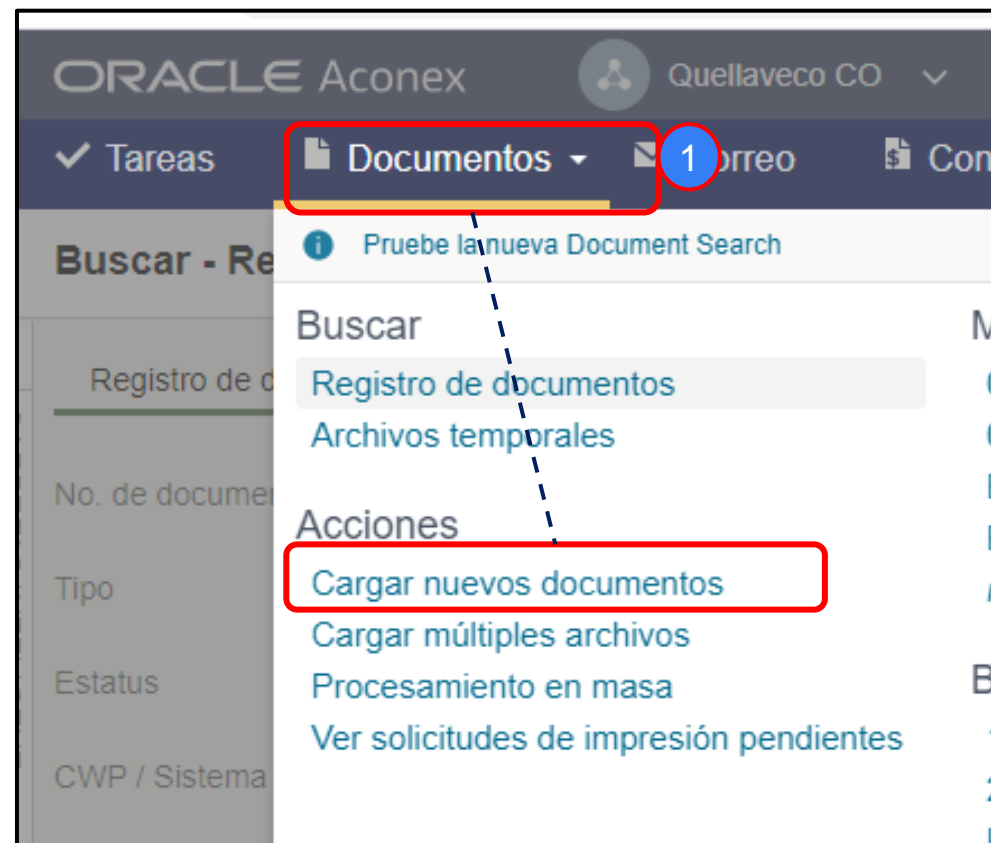 ORACLE Aconex Quellaveco CO
Tareas Documentos 1 orreo Con
Buscar - Re
Pruebe la nueva Document Search
Buscar
Registro de d
Registro de documentos
Archivos temporales
No. de documen
Acciones
Tipo
Cargar nuevos documentos
Cargar múltiples archivos
Estatus
Procesamiento en masa
Ver solicitudes de impresión pendientes
CWP / Sistema